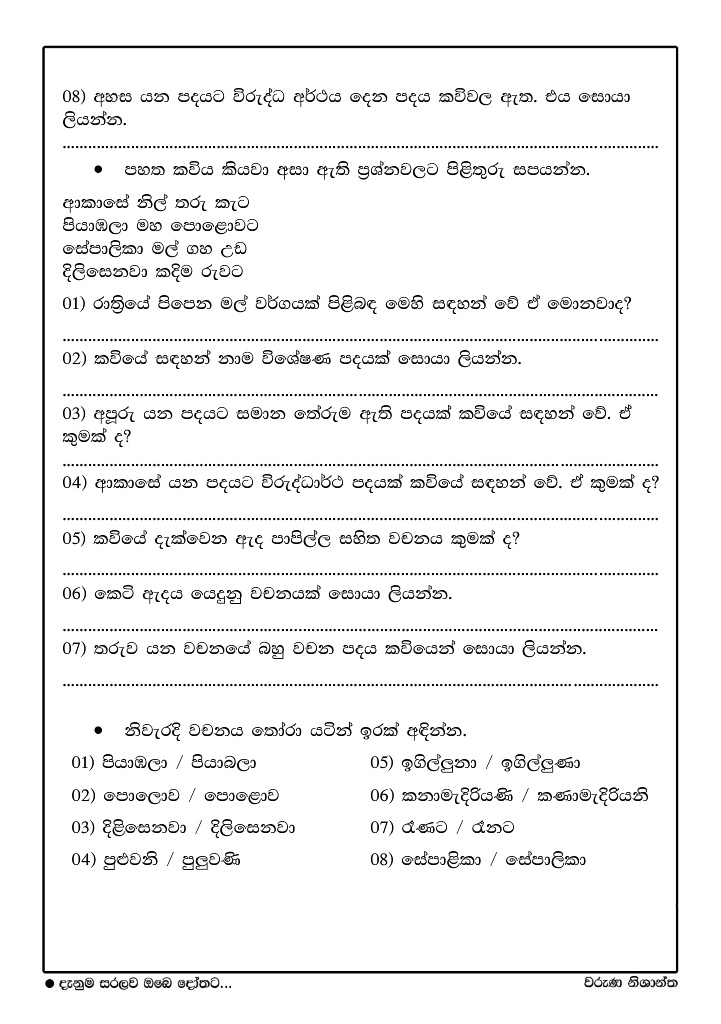 08) අහස යන පදයට විරුද්ධ අර්ථය දෙන පදය කවිවල ඇත. එය සොයා
ලියන්න.
● පහත කවිය කියවා අසා ඇති ප්‍රශ්නවලට පිළිතුරු සපයන්න.
ආකාසේ නිල් තරු කැට
පියාඹලා මහ පොළොවට
සේපාලිකා මල් ගහ උඩ
දිලිසෙනවා කදිම රුවට
01) රාත්‍රියේ පිපෙන මල් වර්ගයක් පිළිබඳ මෙහි සඳහන් වේ ඒ මොනවාද?
02) කවියේ සඳහන් නාම විශේෂණ පදයක් සොයා ලියන්න.
03) අපූරු යන පදයට සමාන තේරුම ඇති පදයක් කවියේ සඳහන් වේ. ඒ
කුමක් ද?
04) ආකාසේ යන පදයට විරුද්ධාර්ථ පදයක් කවියේ සඳහන් වේ. ඒ කුමක් ද?
05) කවියේ දැක්වෙන ඇද පාපිල්ල සහිත වචනය කුමක් ද?
06) කෙටි ඇදය යෙදුනු වචනයක් සොයා ලියන්න.
07) තරුව යන වචනයේ බහු වචන පදය කවියෙන් සොයා ලියන්න.
● නිවැරදි වචනය තෝරා යටින් ඉරක් අඳින්න.
01) පියාඹලා / පියාබලා
02) පොලොව / පොළොව
03) දිළිසෙනවා / දිලිසෙනවා
04) පුළුවනි / පුලුවණි
05) ඉගිල්ලුනා / ඉගිල්ලුණා
06) කනාමැදිරියණි / කණාමැදිරියනි
07) රෑණට / රෑනට
08) සේපාළිකා / සේපාලිකා
● දැනුම සරලව ඔබෙ දෝතට...
වරුණ නිශාන්ත